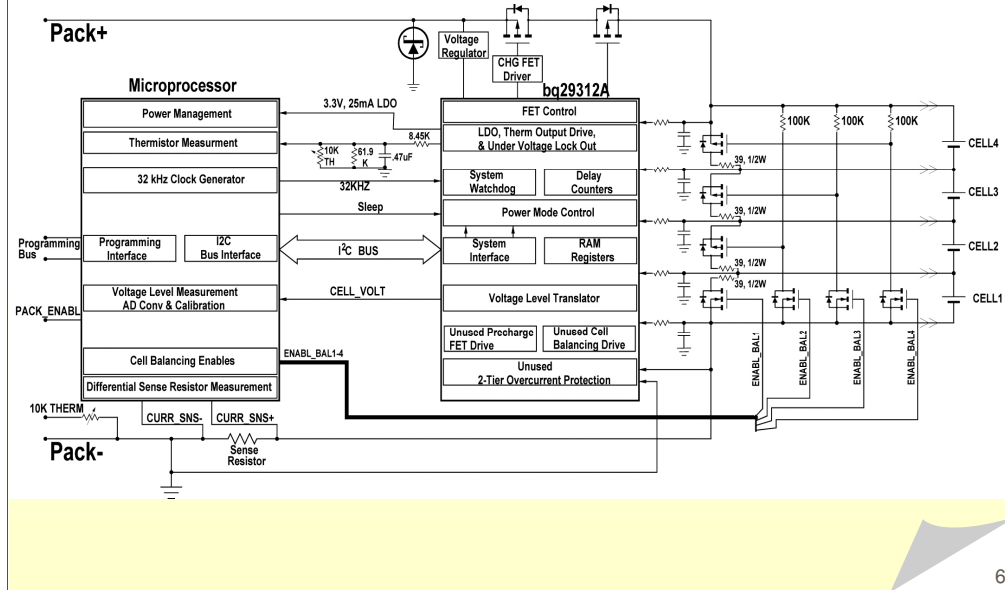 Pack+
Voltage
Regulator
CHG FET
Driver
Microprocessor
bq29312A
Power Management
3.3V, 25mA LDO
FET Control
Thermistor Measurment
8.45K
LDO, Therm Output Drive,
& Under Voltage Lock Out
10K
TH
61.9
K
.47uF
100K
100K
100K
CELL4
32 kHz Clock Generator
32KHZ
System
Watchdog
Delay
Counters
39, 1/2W
CELL3
Sleep
Power Mode Control
39, 1/2W
Programming
Bus
Programming
Interface
I2C
Bus Interface
I²C BUS
System
Interface
RAM
Registers
CELL2
39, 1/2W
39, 1/2W
PACK_ENABL
Voltage Level Measurement
AD Conv & Calibration
CELL_VOLT
Voltage Level Translator
CELL1
Unused Precharge
FET Drive
Unused Cell
Balancing Drive
Cell Balancing Enables
ENABL_BAL1-4
Unused
2-Tier Overcurrent Protection
ENABL_BAL1
ENABL_BAL2
ENABL_BAL3
ENABL_BAL4
Differential Sense Resistor Measurement
10K THERM
CURR_SNS-
CURR_SNS+
Pack-
Sense
Resistor
6